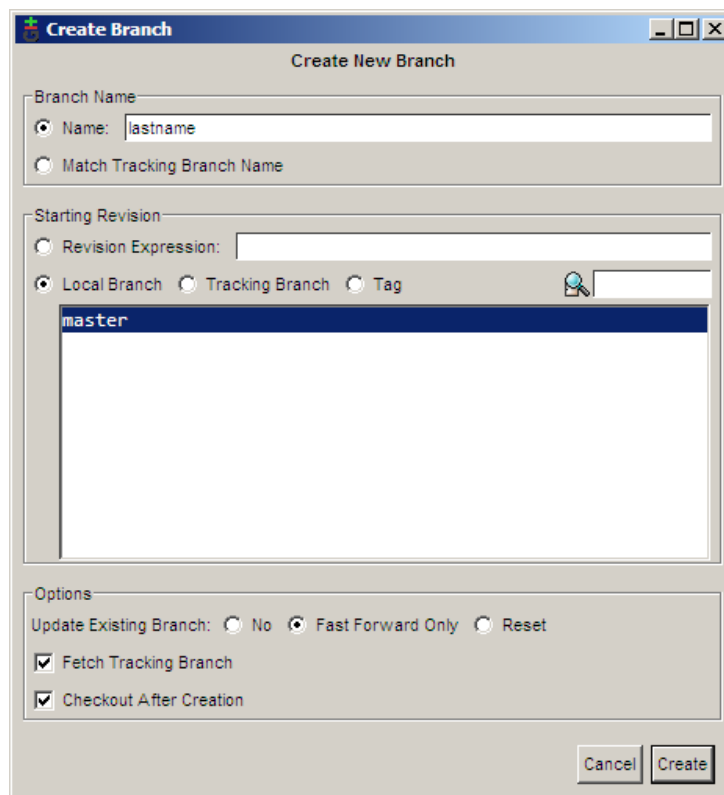 Create Branch
Create New Branch
Branch Name
Name: lastname
Match Tracking Branch Name
Starting Revision
Revision Expression:
Local Branch Tracking Branch Tag
master
Options
Update Existing Branch: No Fast Forward Only Reset
Fetch Tracking Branch
Checkout After Creation
Cancel Create